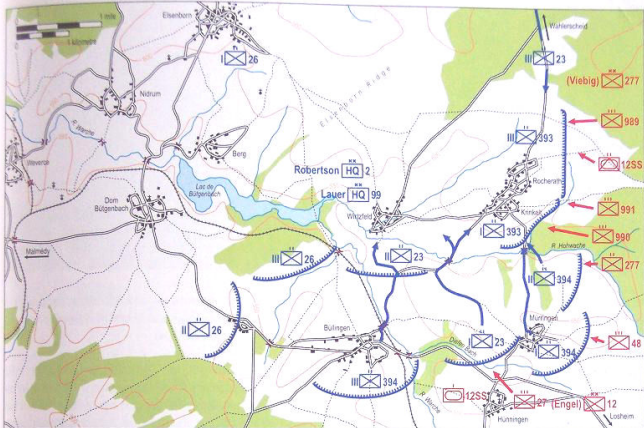 1 mile
1 kilometre
Elsenborn
I 26
Wahlerscheid
III 23
(Viebig) 277
Nidrum
Elsenborn Ridge
989
R. Warche
III 393
12SS
Berg
Robertson HQ 2
Rocherath
Weywertz
Lac de
Bütgenbach
Lauer HQ 99
991
Dom
Bütgenbach
Wirtzfeld
Krinkelt
I 393
990
R. Holzwarche
Malmédy
III 26
II 23
277
II 394
II 26
Büllingen
Mürringen
I 23
I 394
48
III 394
12SS
27 (Engel) 12
Hünningen
Losheim